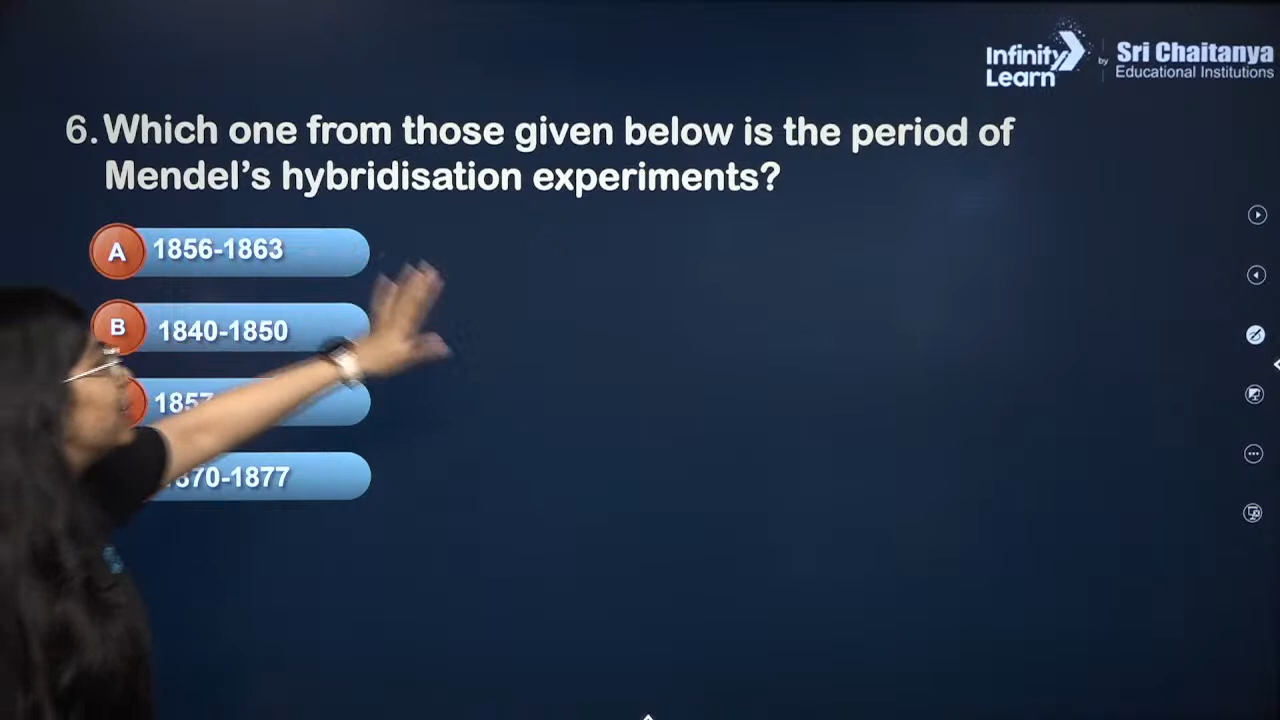 Infinity Learn
by
Sri Chaitanya
Educational Institutions
6. Which one from those given below is the period of
Mendel's hybridisation experiments?
A 1856-1863
B 1840-1850
1857
1870-1877